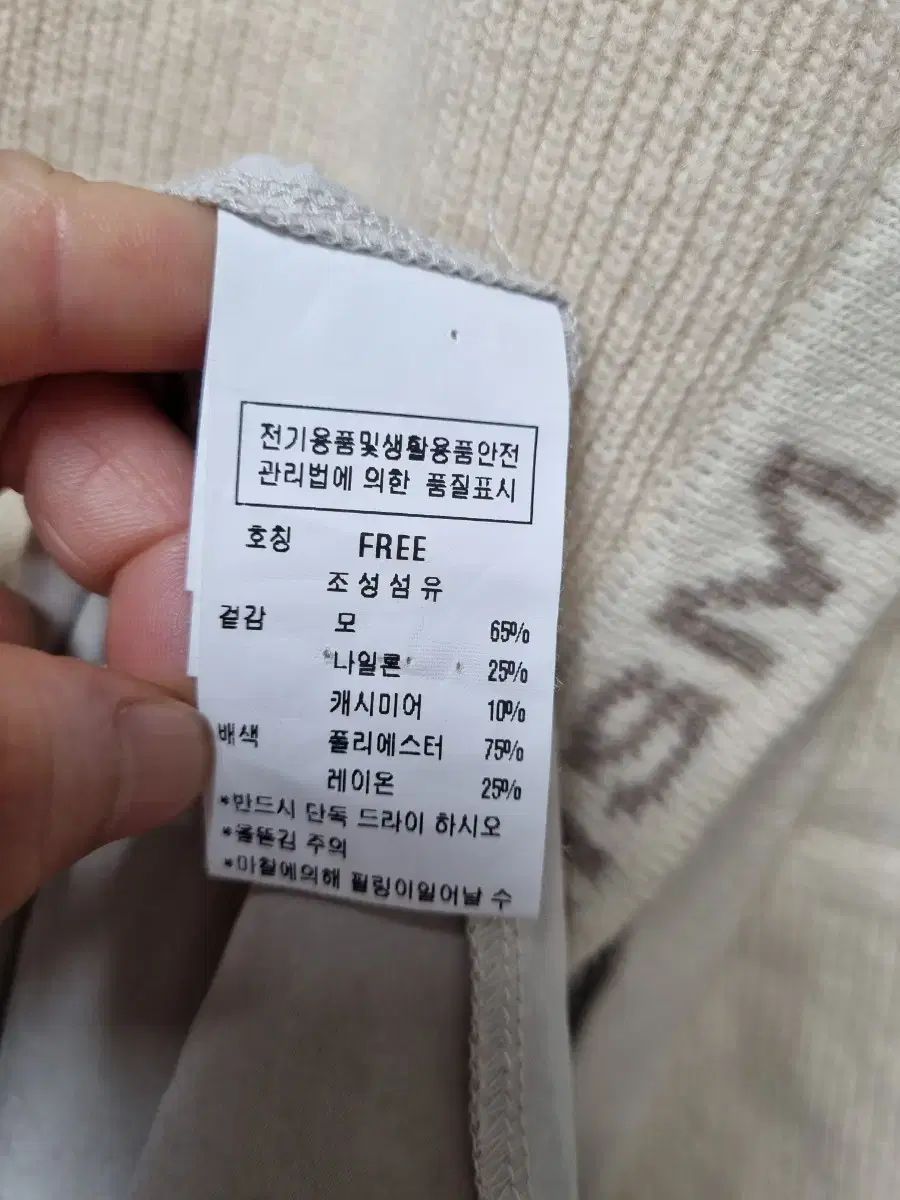 전기용품및생활용품안전
관리법에 의한 품질표시
호칭 FREE
조성섬유
겉감 모 65%
나일론 25%
캐시미어 10%
배색 폴리에스터 75%
레이온 25%
*반드시 단독 드라이 하시오
*올뜯김 주의
*마찰에의해 필링이일어날 수